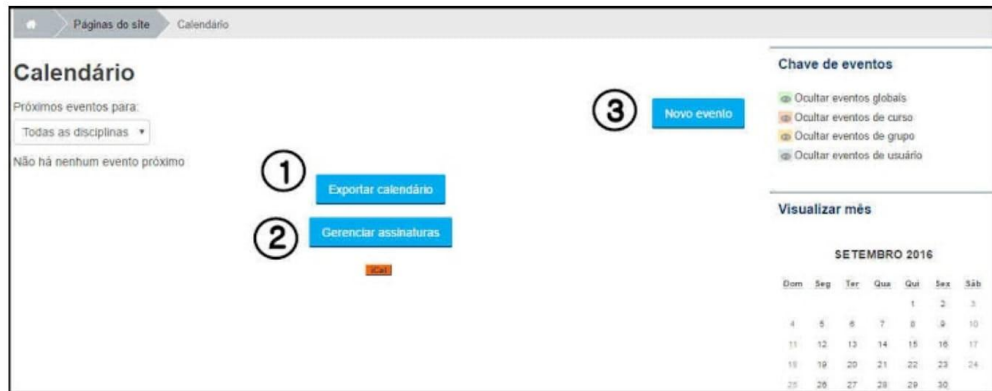 Páginas do site Calendário
Calendário
Próximos eventos para:
Todas as disciplinas
Não há nenhum evento próximo
3 Novo evento
1 Exportar calendário
2 Gerenciar assinaturas
iCal
Chave de eventos
Ocultar eventos globais
Ocultar eventos de curso
Ocultar eventos de grupo
Ocultar eventos de usuário
Visualizar mês
SETEMBRO 2016
Dom Seg Ter Qua Qui Sex Sáb
1 2 3
4 5 6 7 8 9 10
11 12 13 14 15 16 17
18 19 20 21 22 23 24
25 26 27 28 29 30